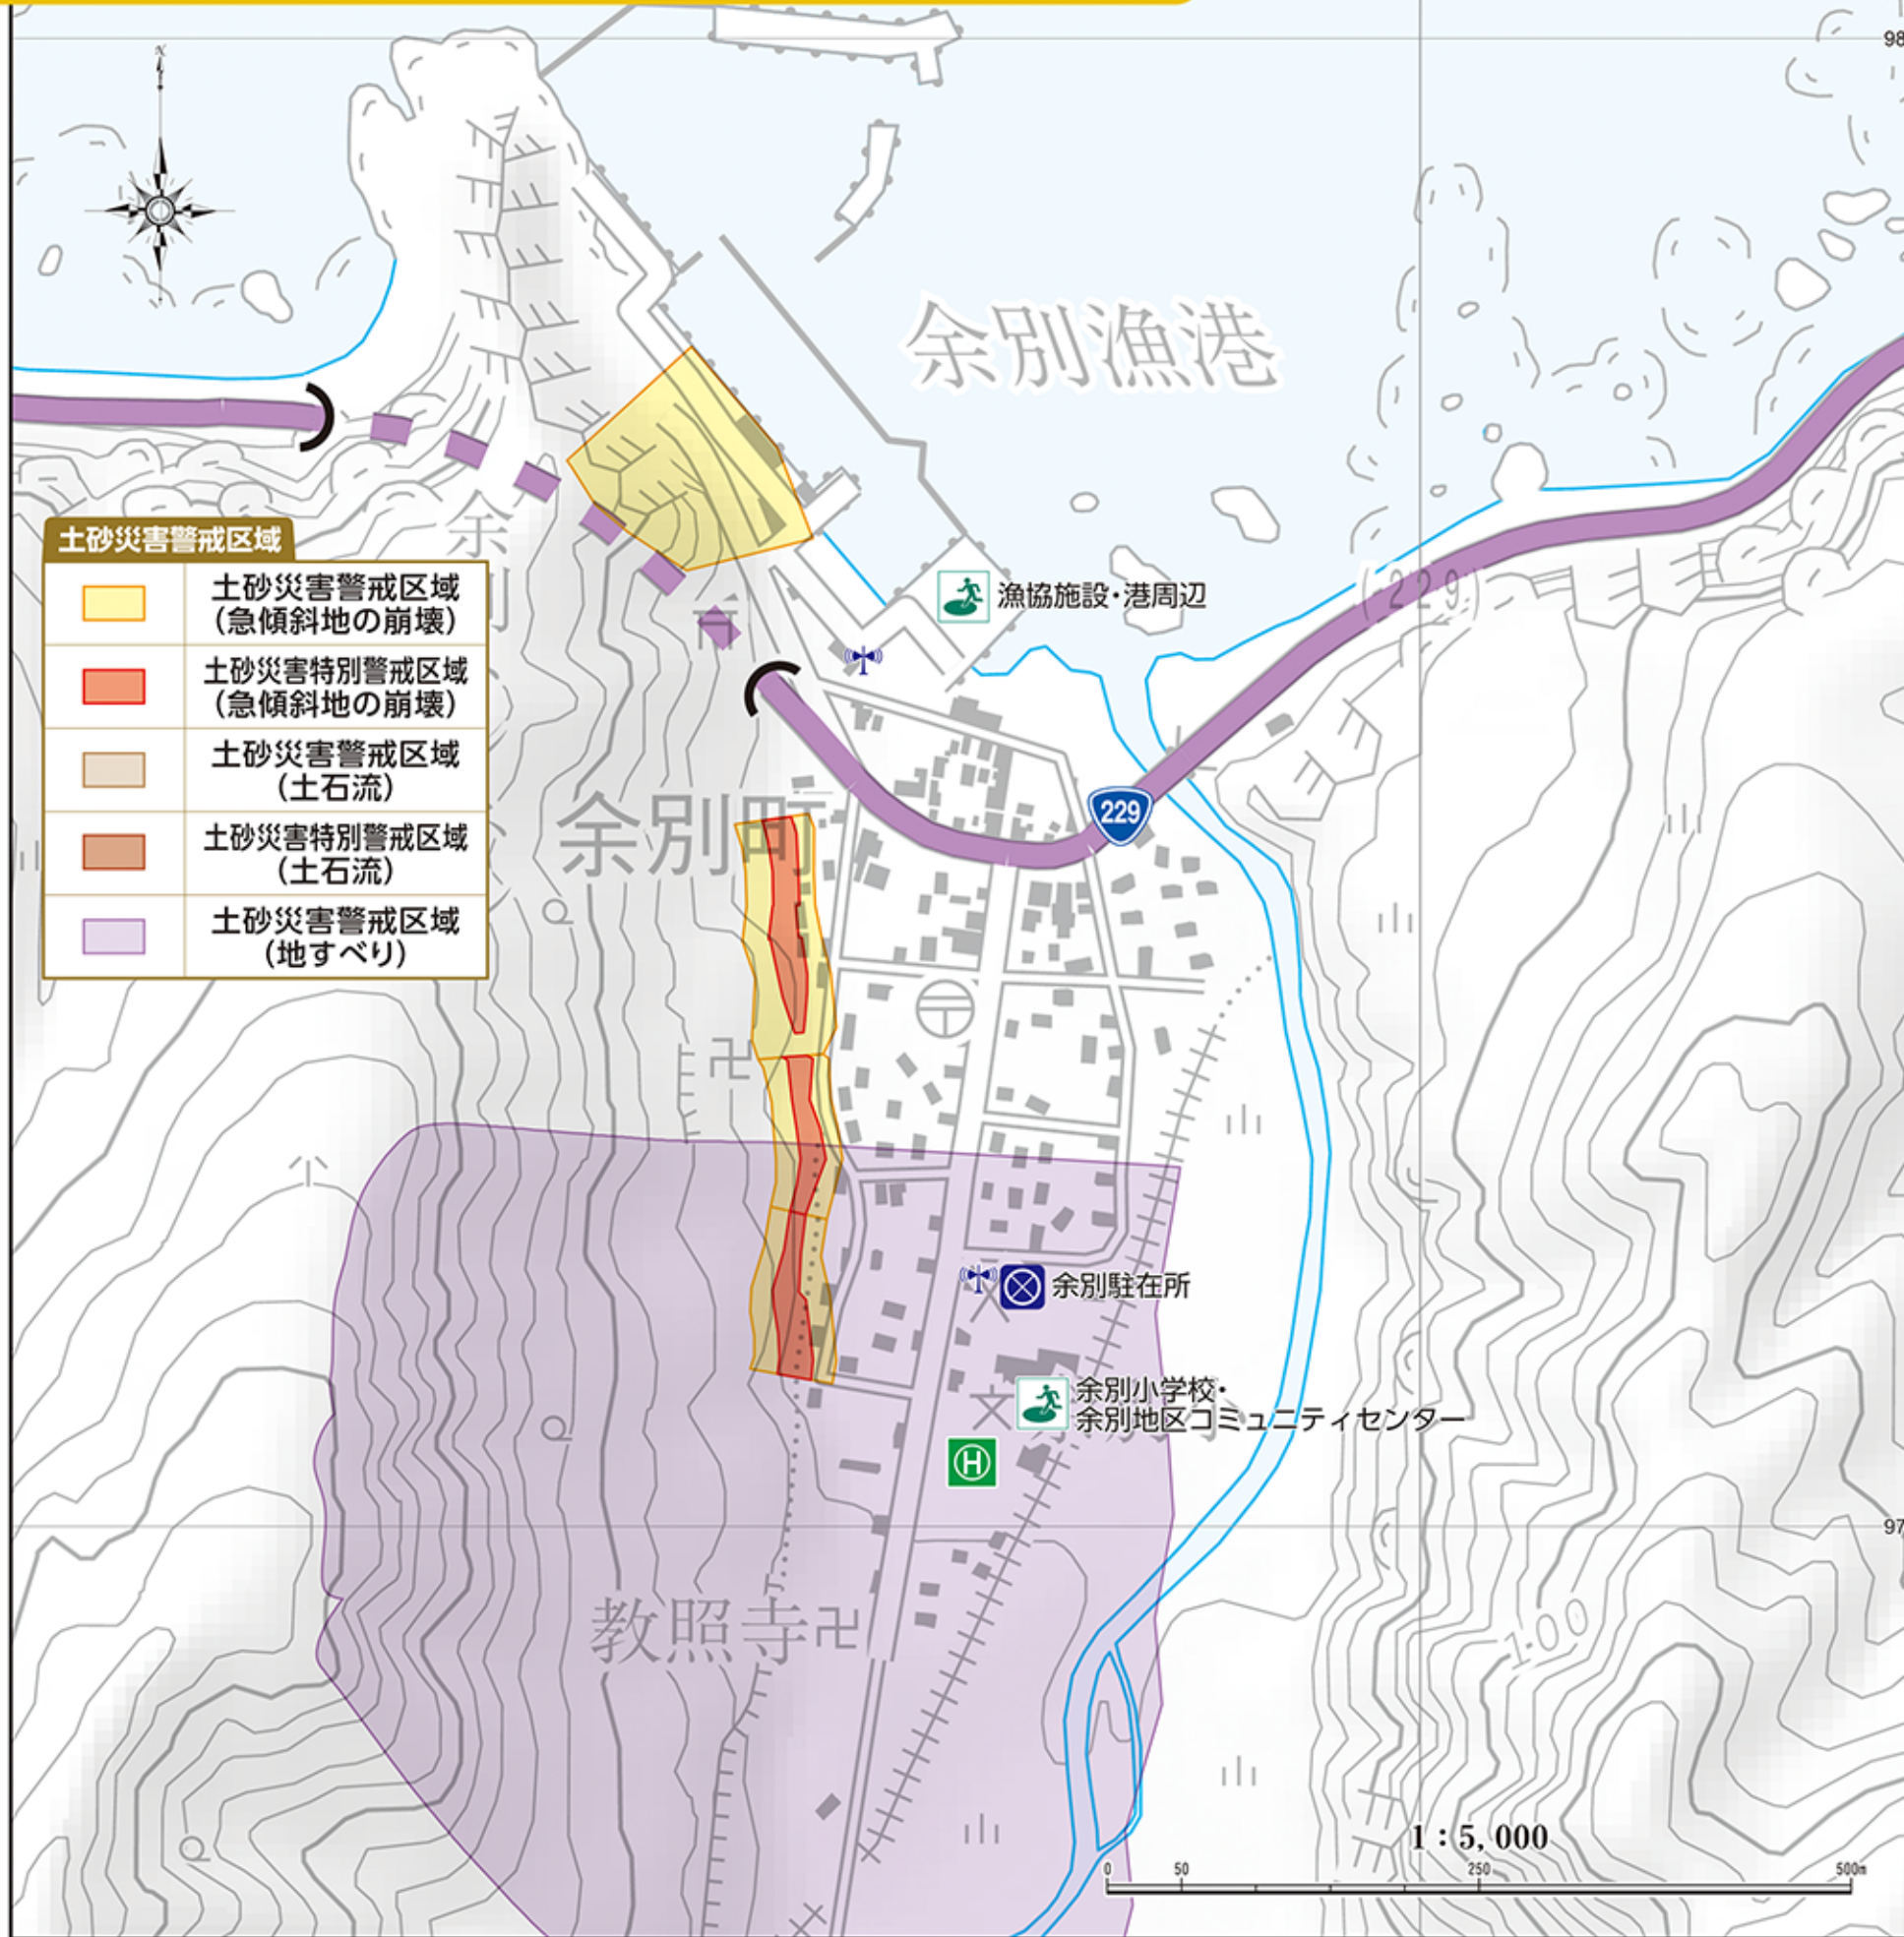 98
N
余別漁港
余別
土砂災害警戒区域
土砂災害警戒区域
(急傾斜地の崩壊)
土砂災害特別警戒区域
(急傾斜地の崩壊)
土砂災害警戒区域
(土石流)
土砂災害特別警戒区域
(土石流)
土砂災害警戒区域
(地すべり)
漁協施設・港周辺
(229)
229
余別町
余別駐在所
余別小学校・
余別地区コミュニティセンター
H
97
教照寺
100
1:5,000
0 50 250 500m